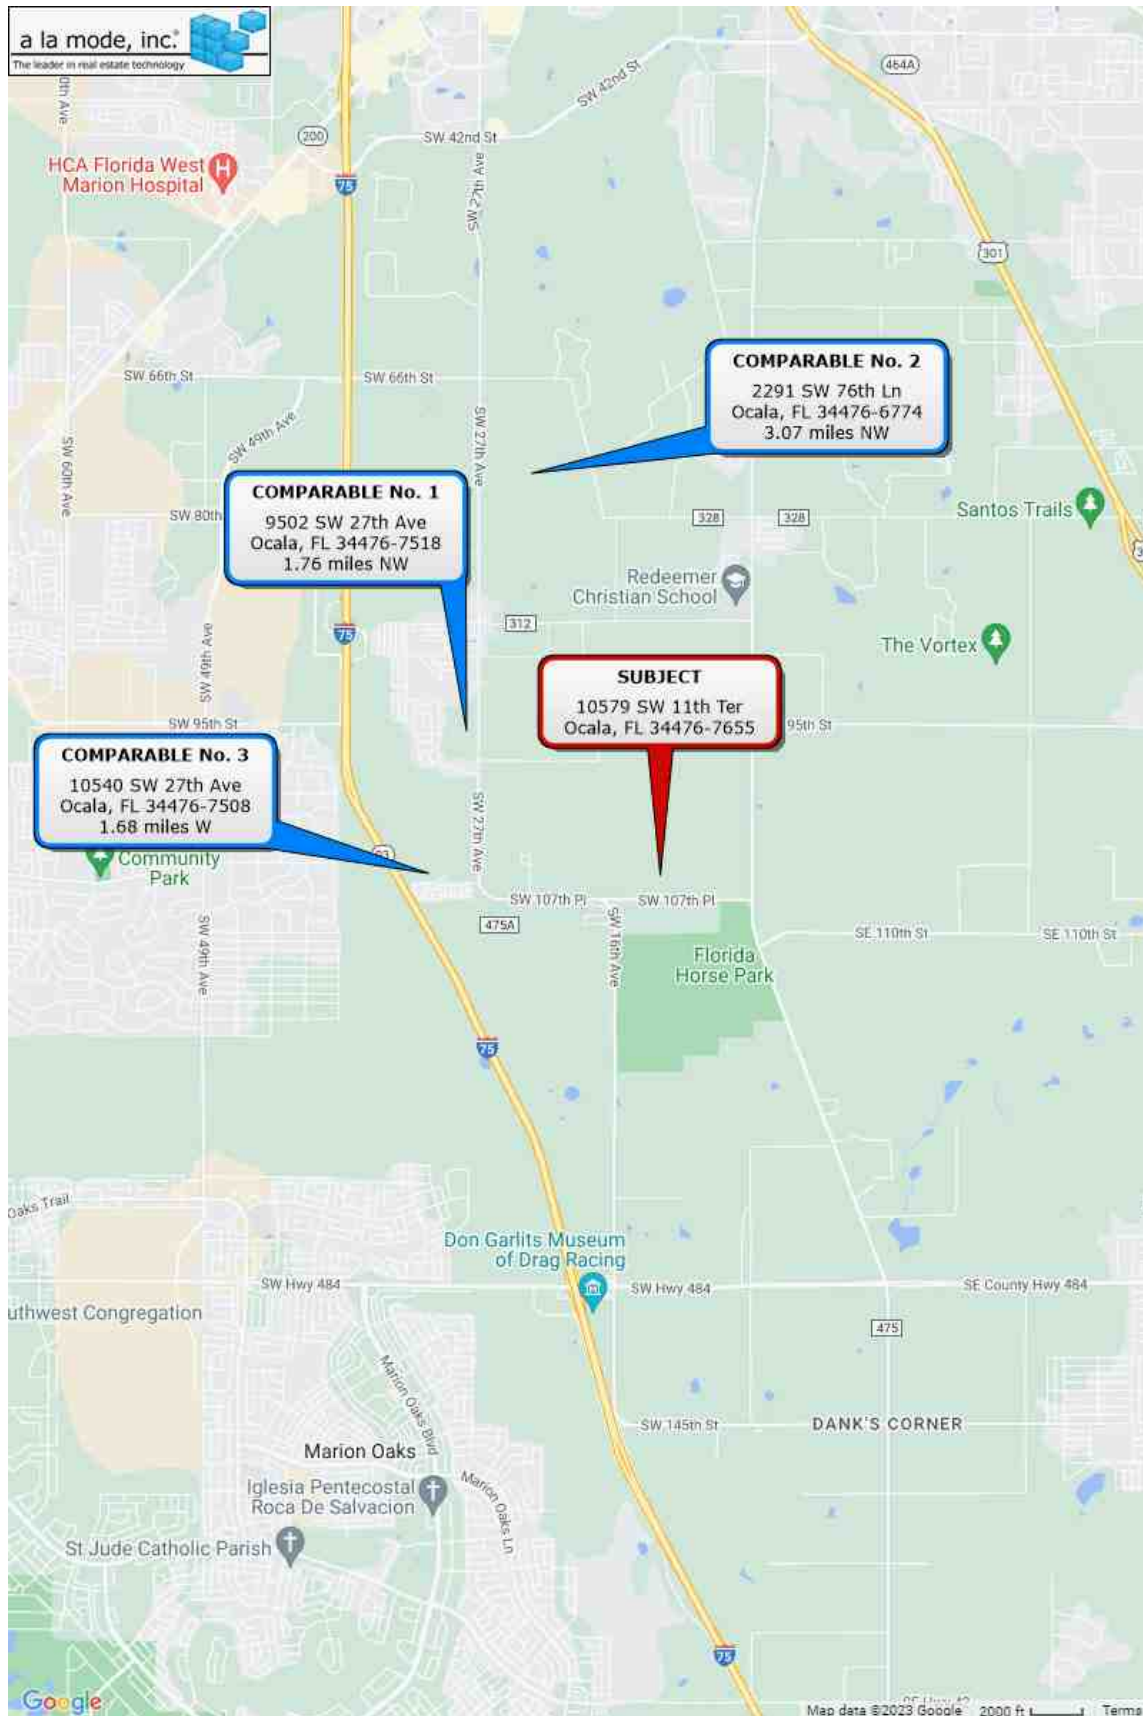 a la mode, inc.®
The leader in real estate technology
464A
SW 42nd St
200
SW 42nd St
HCA Florida West
Marion Hospital
75
SW 27th Ave
301
COMPARABLE No. 2
2291 SW 76th Ln
Ocala, FL 34476-6774
3.07 miles NW
SW 66th St
SW 66th St
SW 49th Ave
SW 27th Ave
SW 60th Ave
COMPARABLE No. 1
9502 SW 27th Ave
Ocala, FL 34476-7518
1.76 miles NW
SW 80th
328
328
Santos Trails
Redeemer
Christian School
312
75
The Vortex
SW 49th Ave
SUBJECT
10579 SW 11th Ter
Ocala, FL 34476-7655
SW 95th St
95th St
COMPARABLE No. 3
10540 SW 27th Ave
Ocala, FL 34476-7508
1.68 miles W
SW 27th Ave
Community
Park
SW 107th Pl
SW 107th Pl
475A
SW 16th Ave
SW 49th Ave
SE 110th St
SE 110th St
Florida
Horse Park
75
Oaks Trail
Don Garlits Museum
of Drag Racing
SW Hwy 484
SW Hwy 484
SE County Hwy 484
uthwest Congregation
475
Marion Oaks Blvd
SW 145th St
DANK'S CORNER
Marion Oaks
Iglesia Pentecostal
Roca De Salvacion
Marion Oaks Ln
St Jude Catholic Parish
75
Google
Map data ©2023 Google
2000 ft
Terms